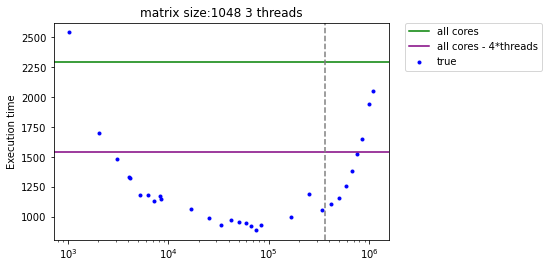 matrix size:1048 3 threads
all cores
all cores - 4*threads
true
Execution time
2500
2250
2000
1750
1500
1250
1000
10³
10⁴
10⁵
10⁶